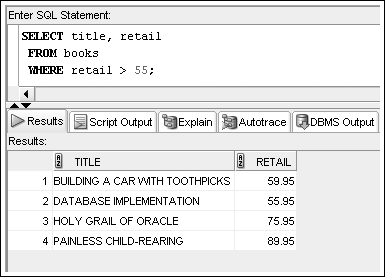 Enter SQL Statement:
SELECT title, retail
FROM books
WHERE retail > 55;
Results Script Output Explain Autotrace DBMS Output
Results:
TITLE RETAIL
1 BUILDING A CAR WITH TOOTHPICKS 59.95
2 DATABASE IMPLEMENTATION 55.95
3 HOLY GRAIL OF ORACLE 75.95
4 PAINLESS CHILD-REARING 89.95